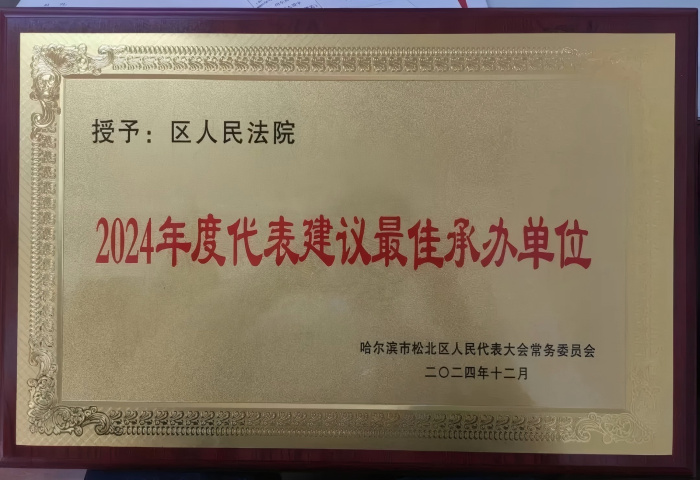 授予：区人民法院
2024年度代表建议最佳承办单位
哈尔滨市松北区人民代表大会常务委员会
二〇二四年十二月